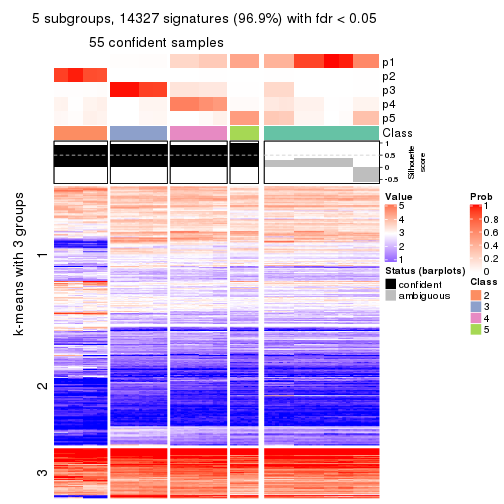 5 subgroups, 14327 signatures (96.9%) with fdr < 0.05
55 confident samples
p1
p2
p3
p4
p5
Class
1
0.5
0
-0.5
Silhouette
score
k-means with 3 groups
1
2
3
Value
5
4
3
2
1
Status (barplots)
confident
ambiguous
Prob
1
0.8
0.6
0.4
0.2
0
Class
2
3
4
5